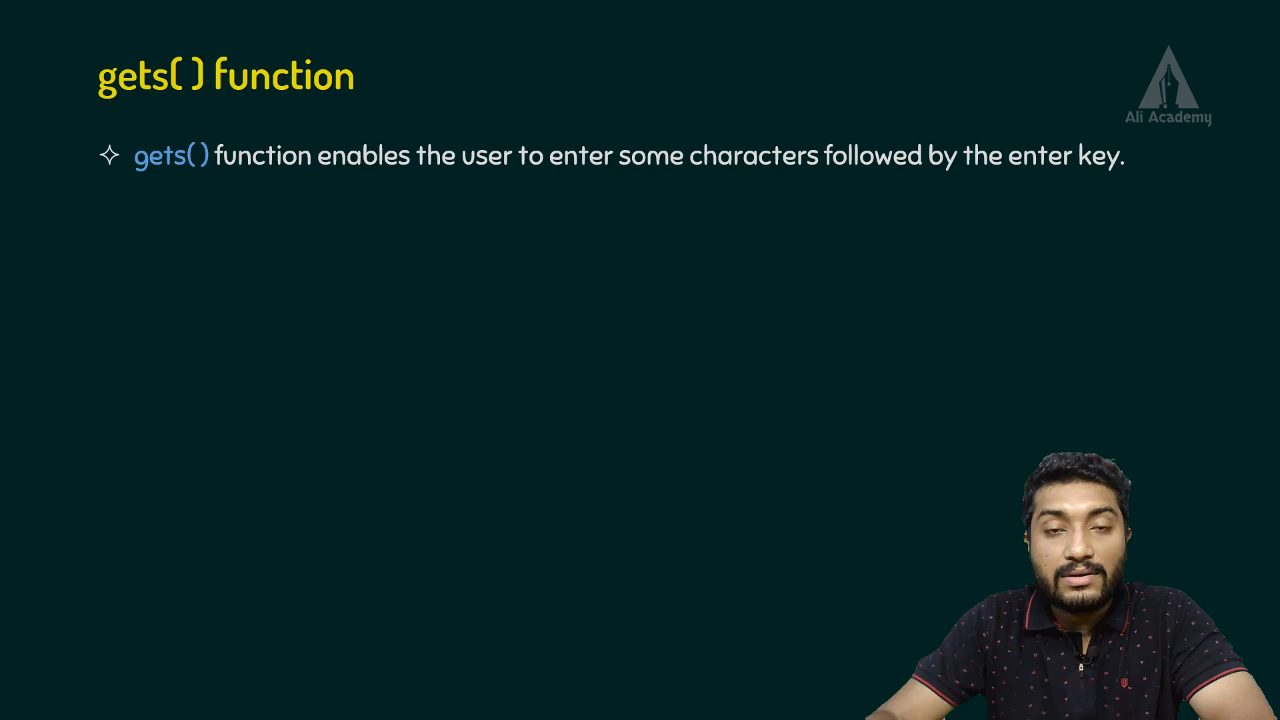 gets( ) function
Ali Academy
✧ gets( ) function enables the user to enter some characters followed by the enter key.